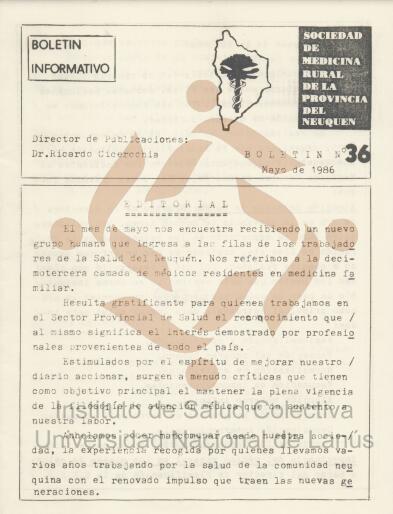 BOLETIN
INFORMATIVO
SOCIEDAD
DE
MEDICINA
RURAL
DE LA
PROVINCIA
DEL
NEUQUEN
Director de Publicaciones:
Dr.Ricardo Cicerchia
BOLETIN Nº 36
Mayo de 1986
EDITORIAL
=================
El mes de mayo nos encuentra recibiendo un nuevo
grupo humano que ingresa a las filas de los trabajado
res de la Salud del Neuquén. Nos referimos a la deci-
motercera camada de médicos residentes en medicina fa
miliar.
Resulta gratificante para quienes trabajamos en
el Sector Provincial de Salud el reconocimiento que /
al mismo significa el interés demostrado por profesio
nales provenientes de todo el país.
Estimulados por el espíritu de mejorar nuestro /
diario accionar, surgen a menudo críticas que tienen
como objetivo principal el mantener la plena vigencia
de la filosofía de atención médica que da sustento a
nuestra labor.
Anhelamos poder mancomunar desde nuestra socie-/
dad, la experiencia recogida por quienes llevamos va-
rios años trabajando por la salud de la comunidad neu
quina con el renovado impulso que traen las nuevas ge
neraciones.
Instituto de Salud Colectiva
Universidad Nacional de Lanús